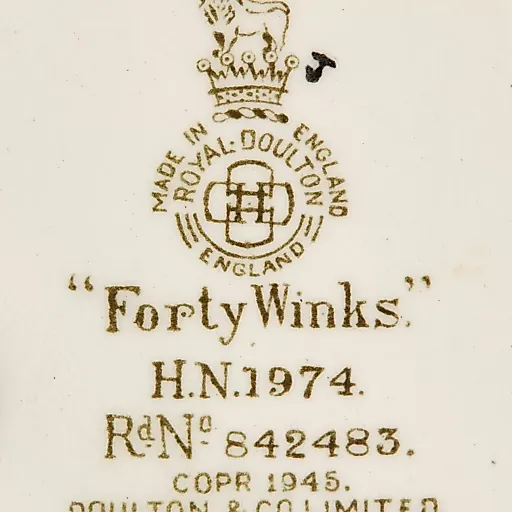 MADE IN ENGLAND
ROYAL·DOULTON
ENGLAND
"Forty Winks."
H.N.1974.
RdNo 842483.
COPR 1945.
DOULTON & CO LIMITED